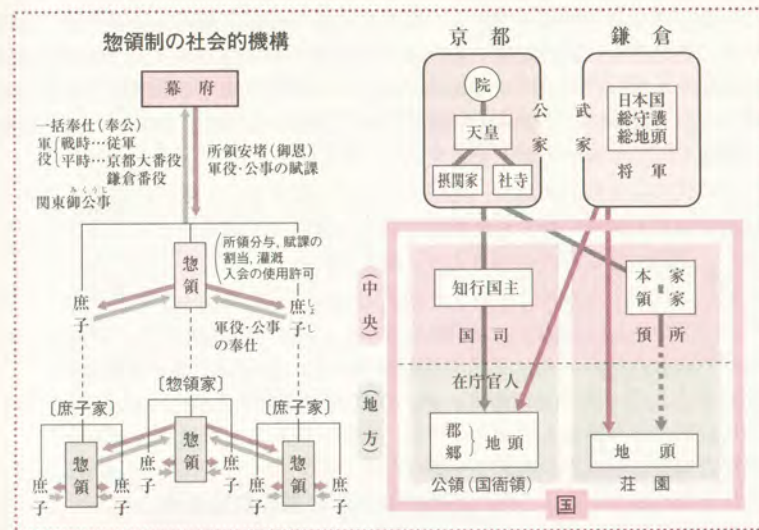 惣領制の社会的機構
幕府
一括奉仕(奉公)
軍役{戦時…従軍
平時…京都大番役
鎌倉番役
みくうじ
関東御公事
所領安堵(御恩)
軍役・公事の賦課
惣領
(所領分与,賦課の
割当,灌漑
入会の使用許可
庶子
庶子
しょし
軍役・公事
の奉仕
〔庶子家〕
〔惣領家〕
〔庶子家〕
庶子
惣領
庶子
庶子
惣領
庶子
庶子
惣領
庶子
京都
院
天皇
摂関家
社寺
公家
鎌倉
武家
日本国
総守護
総地頭
将軍
(中央)
知行国主
国司
本家
領家
預所
(地方)
在庁官人
郡
郷
}地頭
公領(国衙領)
地頭
荘園
国